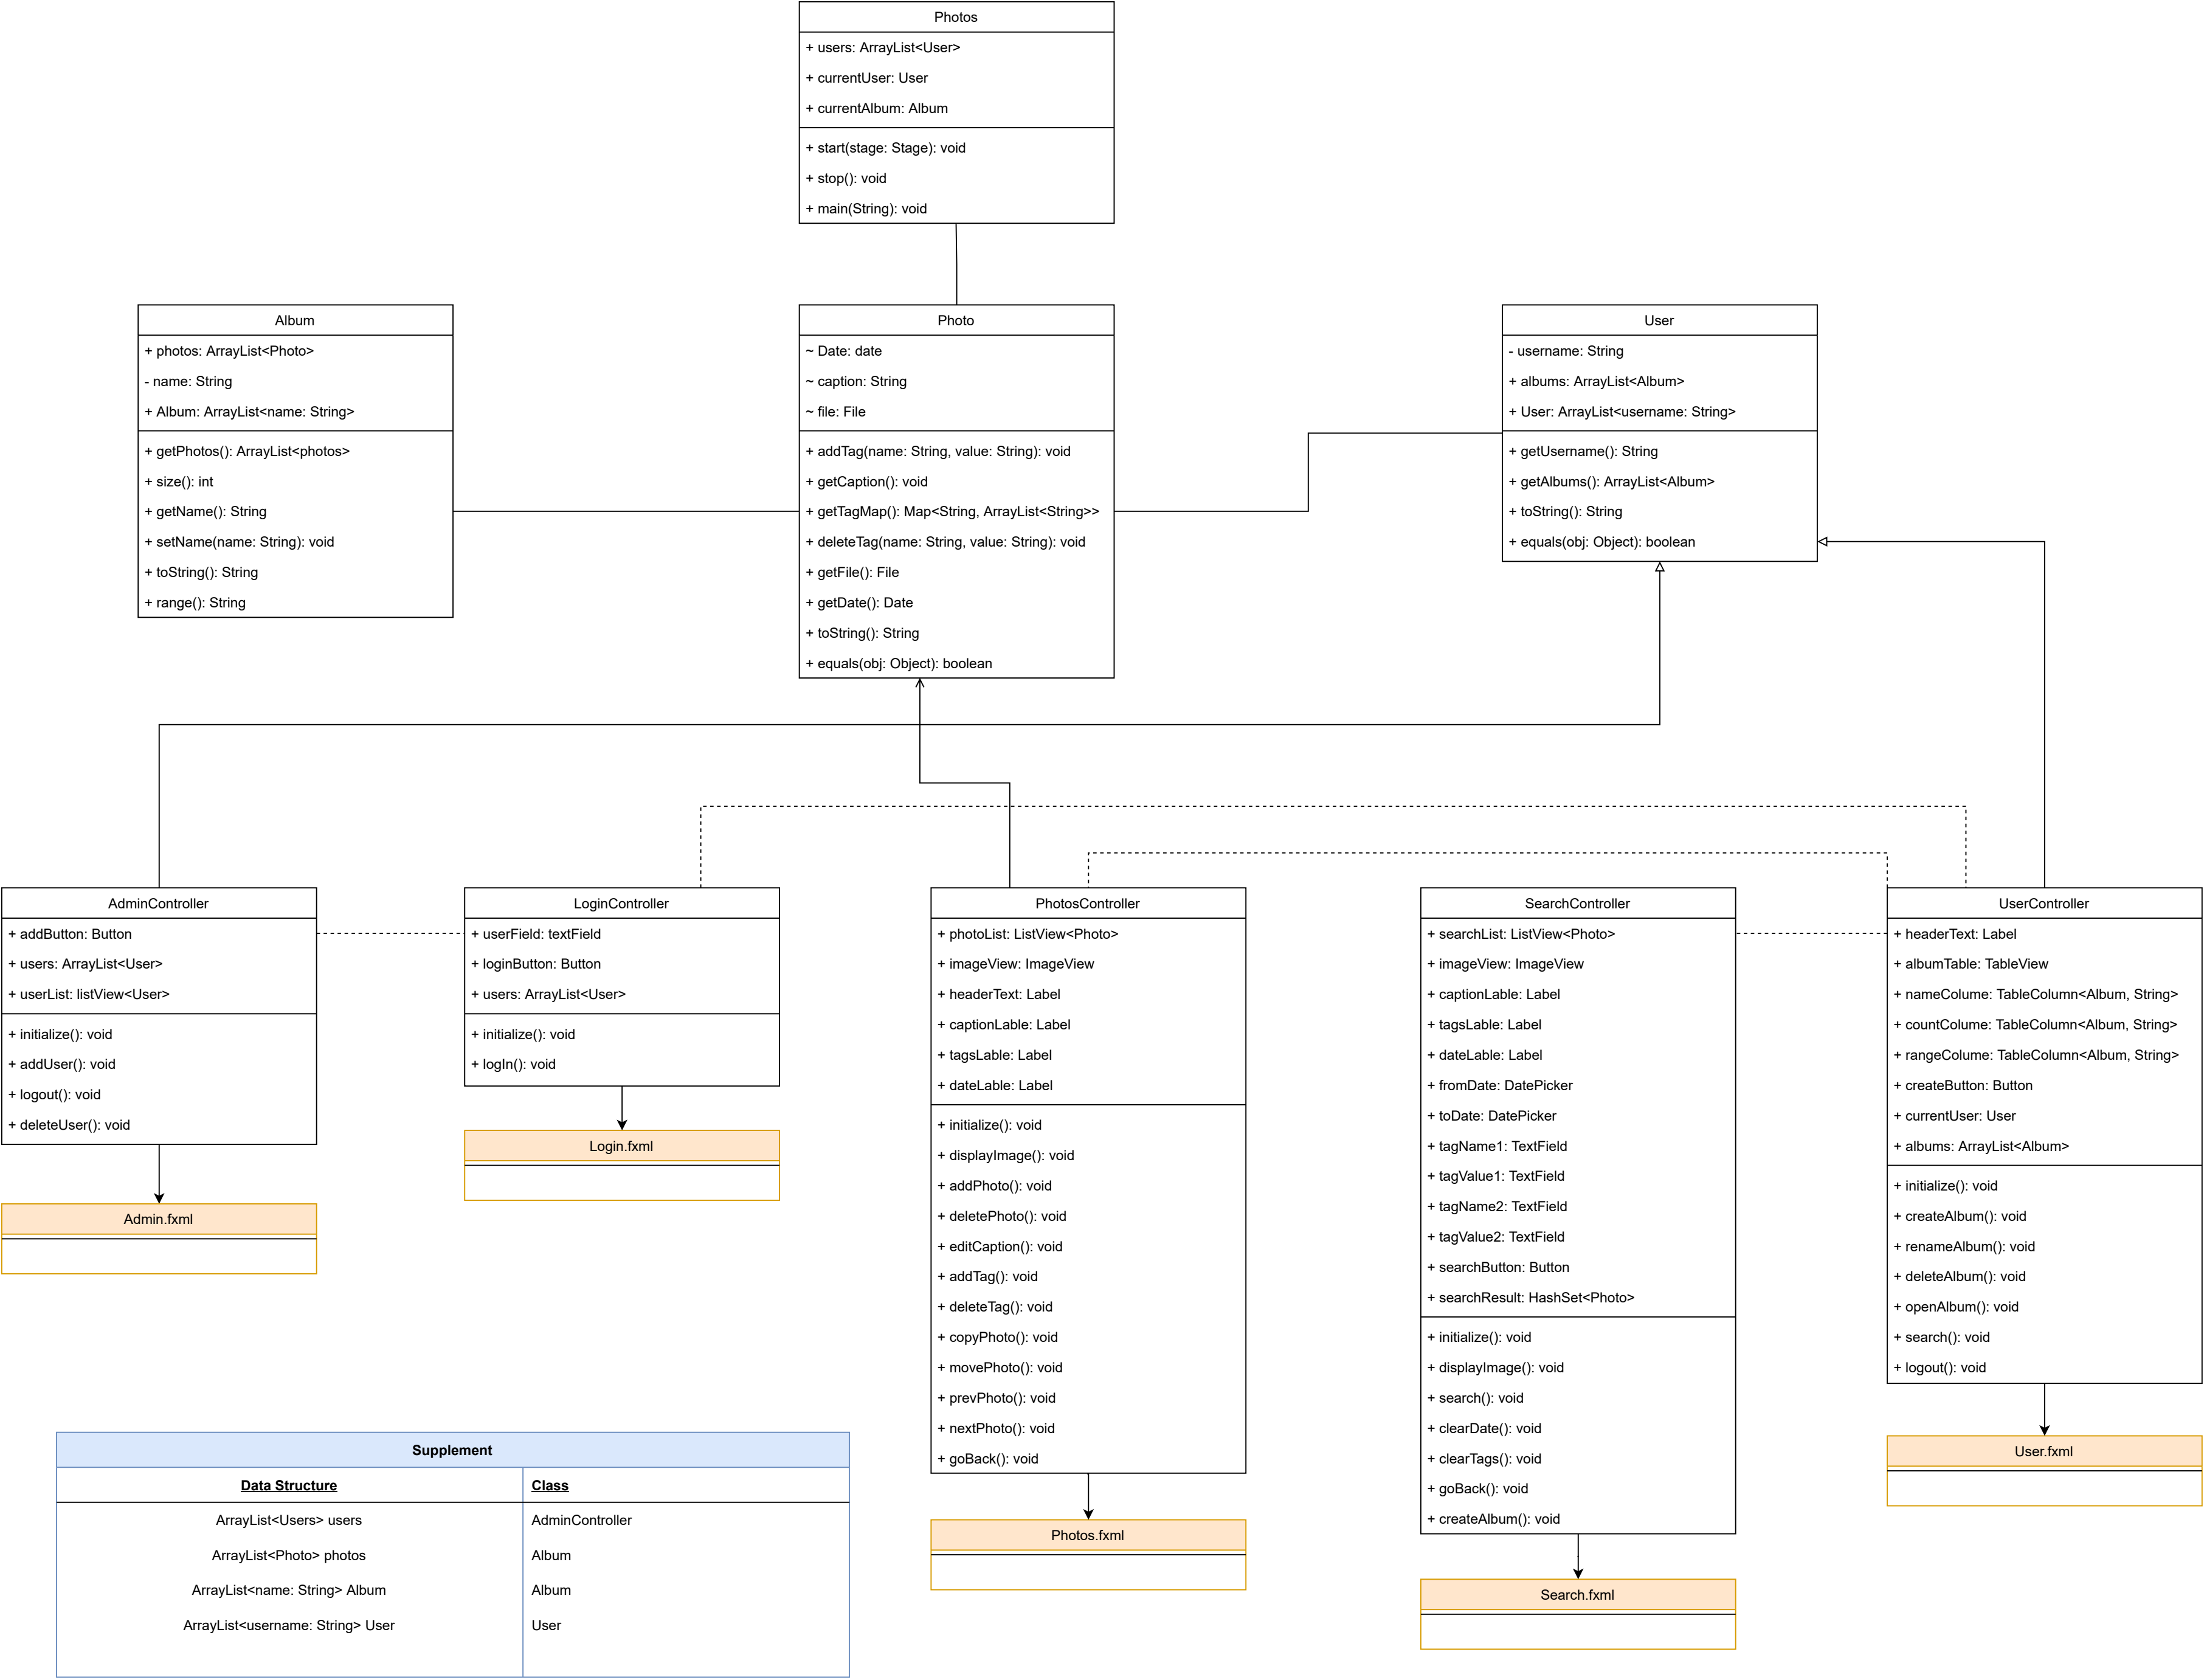 Photos
+ users: ArrayList<User>
+ currentUser: User
+ currentAlbum: Album
+ start(stage: Stage): void
+ stop(): void
+ main(String): void
Album
+ photos: ArrayList<Photo>
- name: String
+ Album: ArrayList<name: String>
+ getPhotos(): ArrayList<photos>
+ size(): int
+ getName(): String
+ setName(name: String): void
+ toString(): String
+ range(): String
Photo
~ Date: date
~ caption: String
~ file: File
+ addTag(name: String, value: String): void
+ getCaption(): void
+ getTagMap(): Map<String, ArrayList<String>>
+ deleteTag(name: String, value: String): void
+ getFile(): File
+ getDate(): Date
+ toString(): String
+ equals(obj: Object): boolean
User
- username: String
+ albums: ArrayList<Album>
+ User: ArrayList<username: String>
+ getUsername(): String
+ getAlbums(): ArrayList<Album>
+ toString(): String
+ equals(obj: Object): boolean
AdminController
+ addButton: Button
+ users: ArrayList<User>
+ userList: listView<User>
+ initialize(): void
+ addUser(): void
+ logout(): void
+ deleteUser(): void
Admin.fxml
LoginController
+ userField: textField
+ loginButton: Button
+ users: ArrayList<User>
+ initialize(): void
+ logIn(): void
Login.fxml
PhotosController
+ photoList: ListView<Photo>
+ imageView: ImageView
+ headerText: Label
+ captionLable: Label
+ tagsLable: Label
+ dateLable: Label
+ initialize(): void
+ displayImage(): void
+ addPhoto(): void
+ deletePhoto(): void
+ editCaption(): void
+ addTag(): void
+ deleteTag(): void
+ copyPhoto(): void
+ movePhoto(): void
+ prevPhoto(): void
+ nextPhoto(): void
+ goBack(): void
Photos.fxml
SearchController
+ searchList: ListView<Photo>
+ imageView: ImageView
+ captionLable: Label
+ tagsLable: Label
+ dateLable: Label
+ fromDate: DatePicker
+ toDate: DatePicker
+ tagName1: TextField
+ tagValue1: TextField
+ tagName2: TextField
+ tagValue2: TextField
+ searchButton: Button
+ searchResult: HashSet<Photo>
+ initialize(): void
+ displayImage(): void
+ search(): void
+ clearDate(): void
+ clearTags(): void
+ goBack(): void
+ createAlbum(): void
Search.fxml
UserController
+ headerText: Label
+ albumTable: TableView
+ nameColume: TableColumn<Album, String>
+ countColume: TableColumn<Album, String>
+ rangeColume: TableColumn<Album, String>
+ createButton: Button
+ currentUser: User
+ albums: ArrayList<Album>
+ initialize(): void
+ createAlbum(): void
+ renameAlbum(): void
+ deleteAlbum(): void
+ openAlbum(): void
+ search(): void
+ logout(): void
User.fxml
Supplement
Data Structure Class
ArrayList<Users> users AdminController
ArrayList<Photo> photos Album
ArrayList<name: String> Album Album
ArrayList<username: String> User User